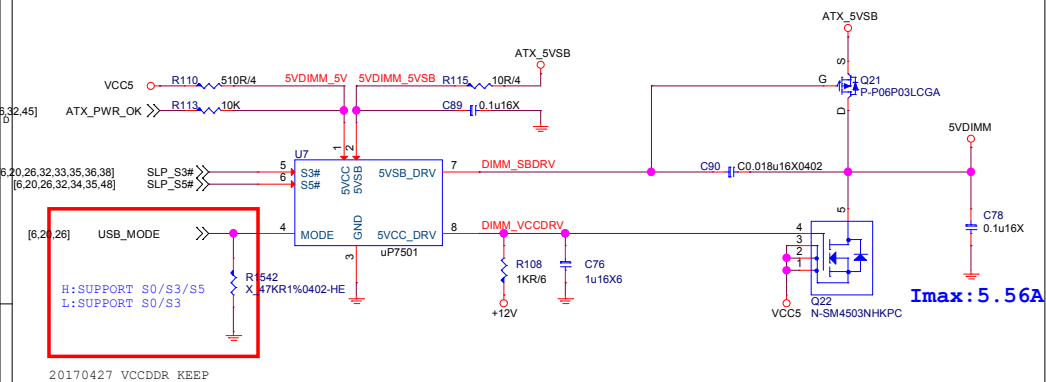 ATX_5VSB
ATX_5VSB
VCC5
R110
510R/4
5VDIMM_5V
5VDIMM_5VSB
R115
10R/4
S
G
Q21
P-P06P03LCGA
D
6,32,45]
D
ATX_PWR_OK
R113
10K
C89
0.1u16X
5VDIMM
U7
1
2
5VCC
5VSB
6,20,26,32,33,35,36,38]
SLP_S3#
5
S3#
5VSB_DRV
7
DIMM_SBDRV
C90
C0.018u16X0402
[6,20,26,32,34,35,48]
SLP_S5#
6
S5#
5
C78
0.1u16X
[6,20,26]
USB_MODE
4
MODE
GND
5VCC_DRV
8
DIMM_VCCDRV
4
3
2
1
uP7501
3
R1542
X_47KR1%0402-HE
R108
1KR/6
C76
1u16X6
H:SUPPORT S0/S3/S5
L:SUPPORT S0/S3
+12V
VCC5
Q22
N-SM4503NHKPC
Imax:5.56A
20170427 VCCDDR KEEP